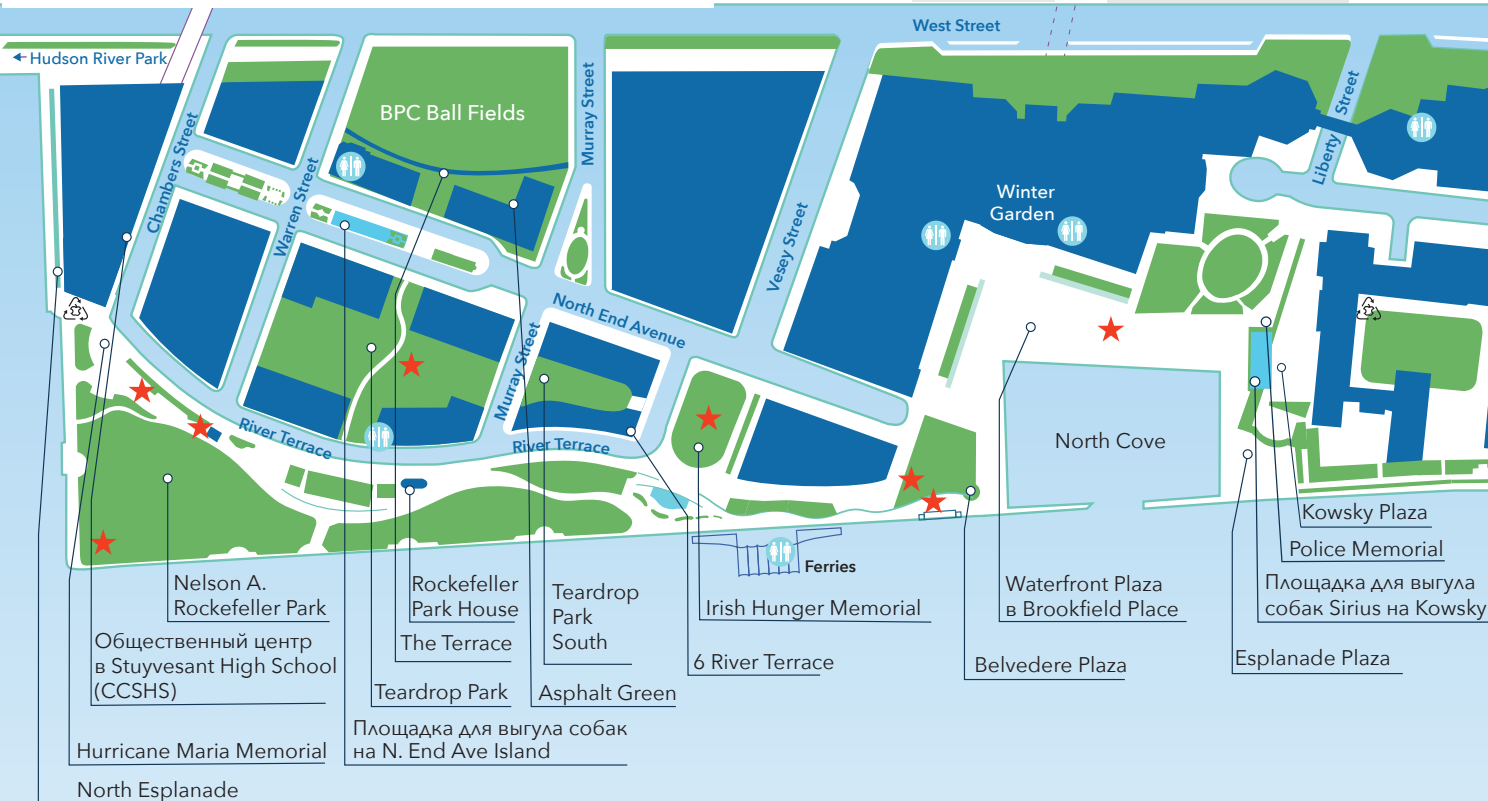 West Street
Hudson River Park
BPC Ball Fields
Murray Street
Liberty Street
Chambers Street
Warren Street
Winter
Garden
Vesey Street
North End Avenue
Murray Street
River Terrace
River Terrace
North Cove
Ferries
Kowsky Plaza
Police Memorial
Площадка для выгула
собак Sirius на Kowsky
Esplanade Plaza
Waterfront Plaza
в Brookfield Place
Belvedere Plaza
Irish Hunger Memorial
6 River Terrace
Teardrop
Park
South
Asphalt Green
Rockefeller
Park House
The Terrace
Teardrop Park
Площадка для выгула собак
на N. End Ave Island
Nelson A.
Rockefeller Park
Общественный центр
в Stuyvesant High School
(CCSHS)
Hurricane Maria Memorial
North Esplanade